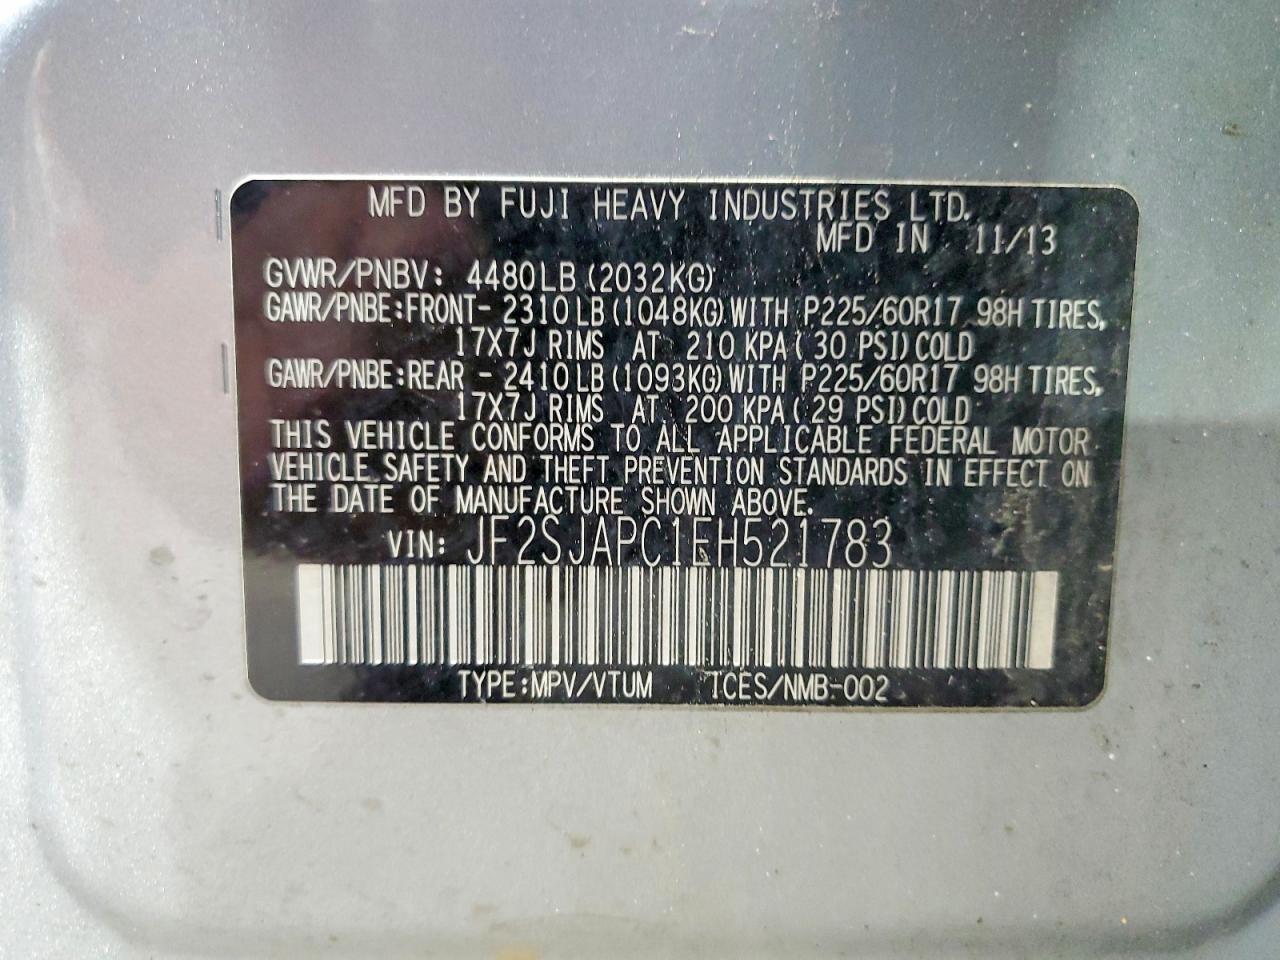 MFD BY FUJI HEAVY INDUSTRIES LTD.
MFD IN 11/13
GVWR/PNBV: 4480LB (2032KG)
GAWR/PNBE:FRONT- 2310LB (1048KG) WITH P225/60R17 98H TIRES,
17X7J RIMS AT 210 KPA ( 30 PSI) COLD
GAWR/PNBE:REAR - 2410LB (1093KG) WITH P225/60R17 98H TIRES,
17X7J RIMS AT 200 KPA ( 29 PSI) COLD
THIS VEHICLE CONFORMS TO ALL APPLICABLE FEDERAL MOTOR
VEHICLE SAFETY AND THEFT PREVENTION STANDARDS IN EFFECT ON
THE DATE OF MANUFACTURE SHOWN ABOVE.
VIN: JF2SJAPC1EH521783
TYPE:MPV/VTUM ICES/NMB-002